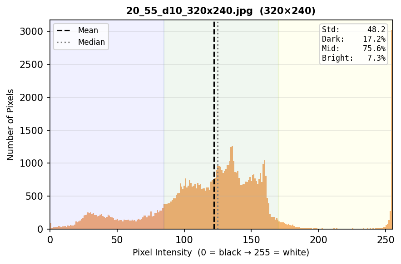 20_55_d10_320x240.jpg  (320×240)
Mean
Median
Std: 48.2
Dark: 17.2%
Mid: 75.6%
Bright: 7.3%
3000
2500
2000
1500
1000
500
0
Number of Pixels
0 50 100 150 200 250
Pixel Intensity  (0 = black → 255 = white)